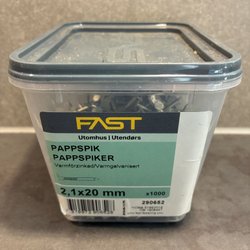 FAST
Utomhus | Utendørs
PAPPSPIK
PAPPSPIKER
Varmförzinkad/Varmgalvanisert
2,1x20 mm
x1000
290652